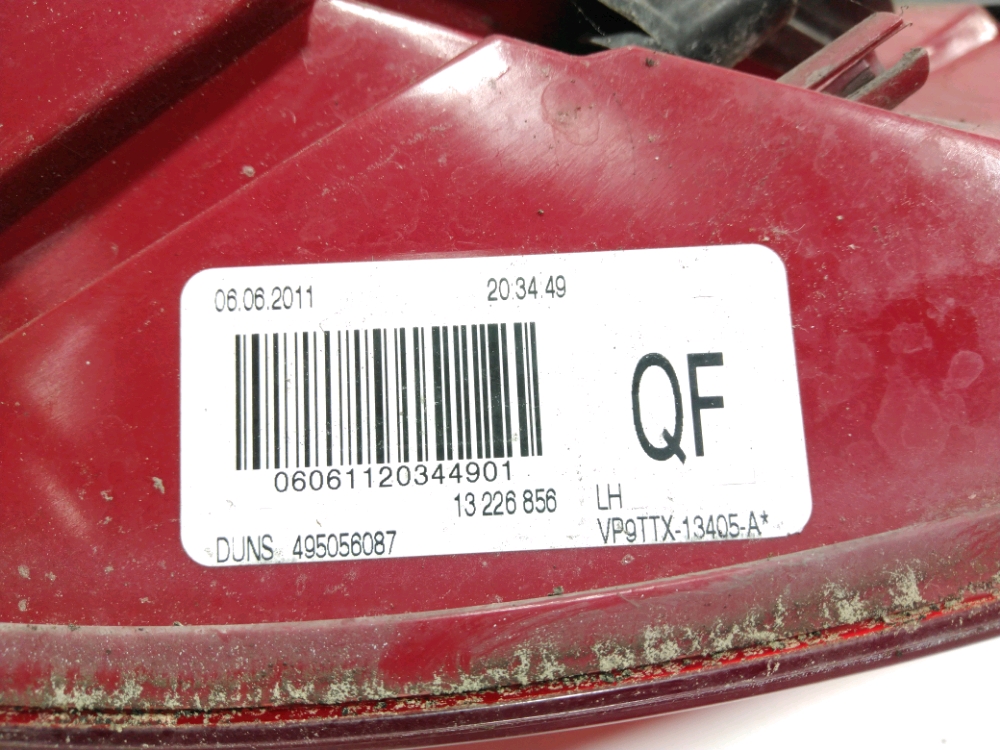 06.06.2011 20:34:49
QF
06061120344901
13 226 856
LH
DUNS 495056087
VP9TTX-13405-A*